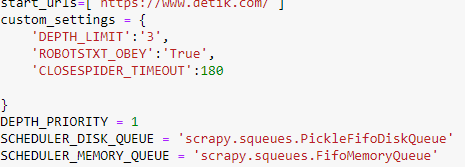 start_urls=[ 'https://www.detik.com/' ]
custom_settings = {
    'DEPTH_LIMIT':'3',
    'ROBOTSTXT_OBEY':'True',
    'CLOSESPIDER_TIMEOUT':180
}
DEPTH_PRIORITY = 1
SCHEDULER_DISK_QUEUE = 'scrapy.squeues.PickleFifoDiskQueue'
SCHEDULER_MEMORY_QUEUE = 'scrapy.squeues.FifoMemoryQueue'